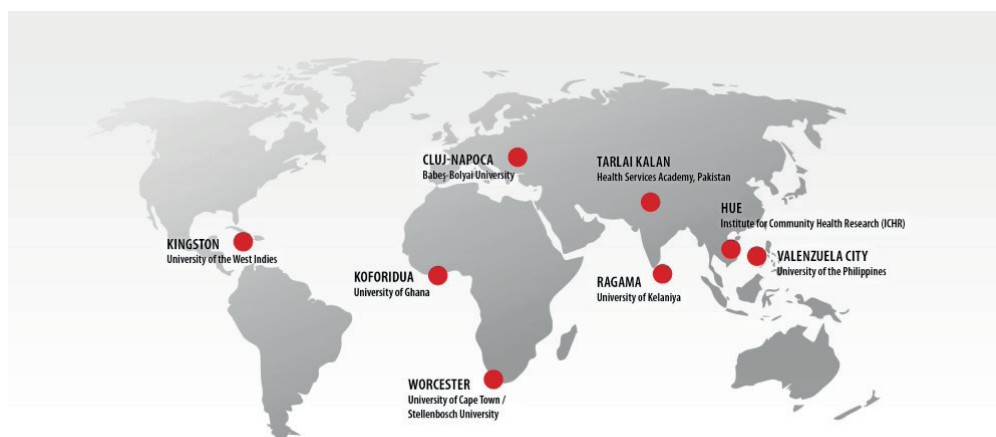 CLUJ-NAPOCA
Babeş-Bolyai University
TARLAI KALAN
Health Services Academy, Pakistan
HUE
Institute for Community Health Research (ICHR)
KINGSTON
University of the West Indies
VALENZUELA CITY
University of the Philippines
KOFORIDUA
University of Ghana
RAGAMA
University of Kelaniya
WORCESTER
University of Cape Town /
Stellenbosch University